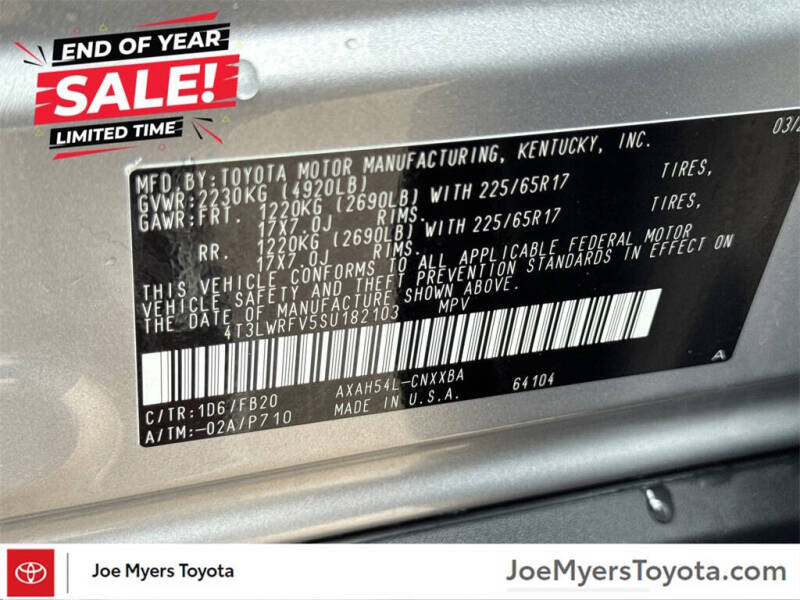 END OF YEAR
SALE!
LIMITED TIME
03/
MFD.BY:TOYOTA MOTOR MANUFACTURING, KENTUCKY, INC.
GVWR:2230KG (4920LB)
GAWR:FRT. 1220KG (2690LB) WITH 225/65R17 TIRES,
17X7.0J RIMS.
RR. 1220KG (2690LB) WITH 225/65R17 TIRES,
17X7.0J RIMS.
THIS VEHICLE CONFORMS TO ALL APPLICABLE FEDERAL MOTOR
VEHICLE SAFETY AND THEFT PREVENTION STANDARDS IN EFFECT ON
THE DATE OF MANUFACTURE SHOWN ABOVE.
4T3LWRFV5SU182103 MPV
A
C/TR:1D6/FB20 AXAH54L-CNXXBA 64104
A/TM:-02A/P710 MADE IN U.S.A.
Joe Myers Toyota
JoeMyersToyota.com